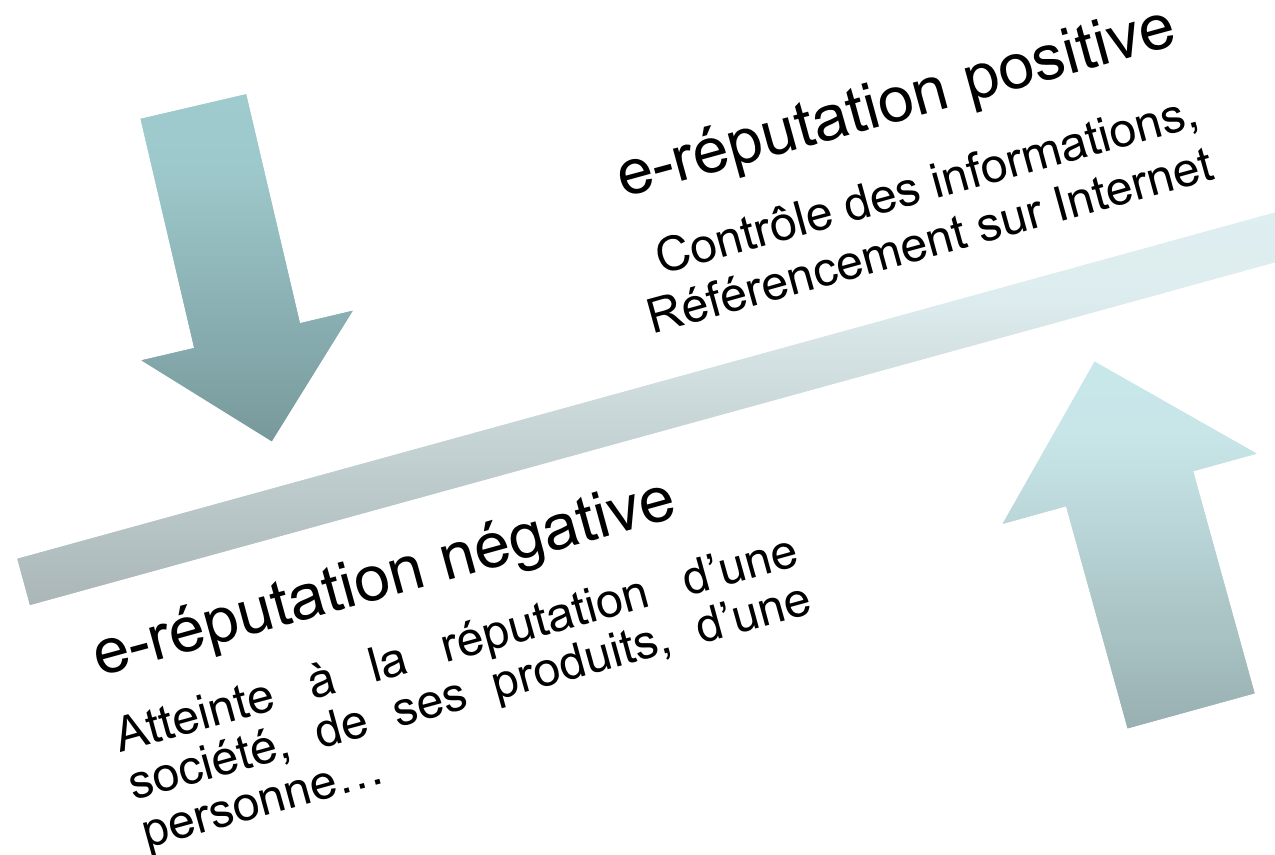 e-réputation positive
Contrôle des informations,
Référencement sur Internet
e-réputation négative
Atteinte à la réputation d’une
société, de ses produits, d’une
personne…